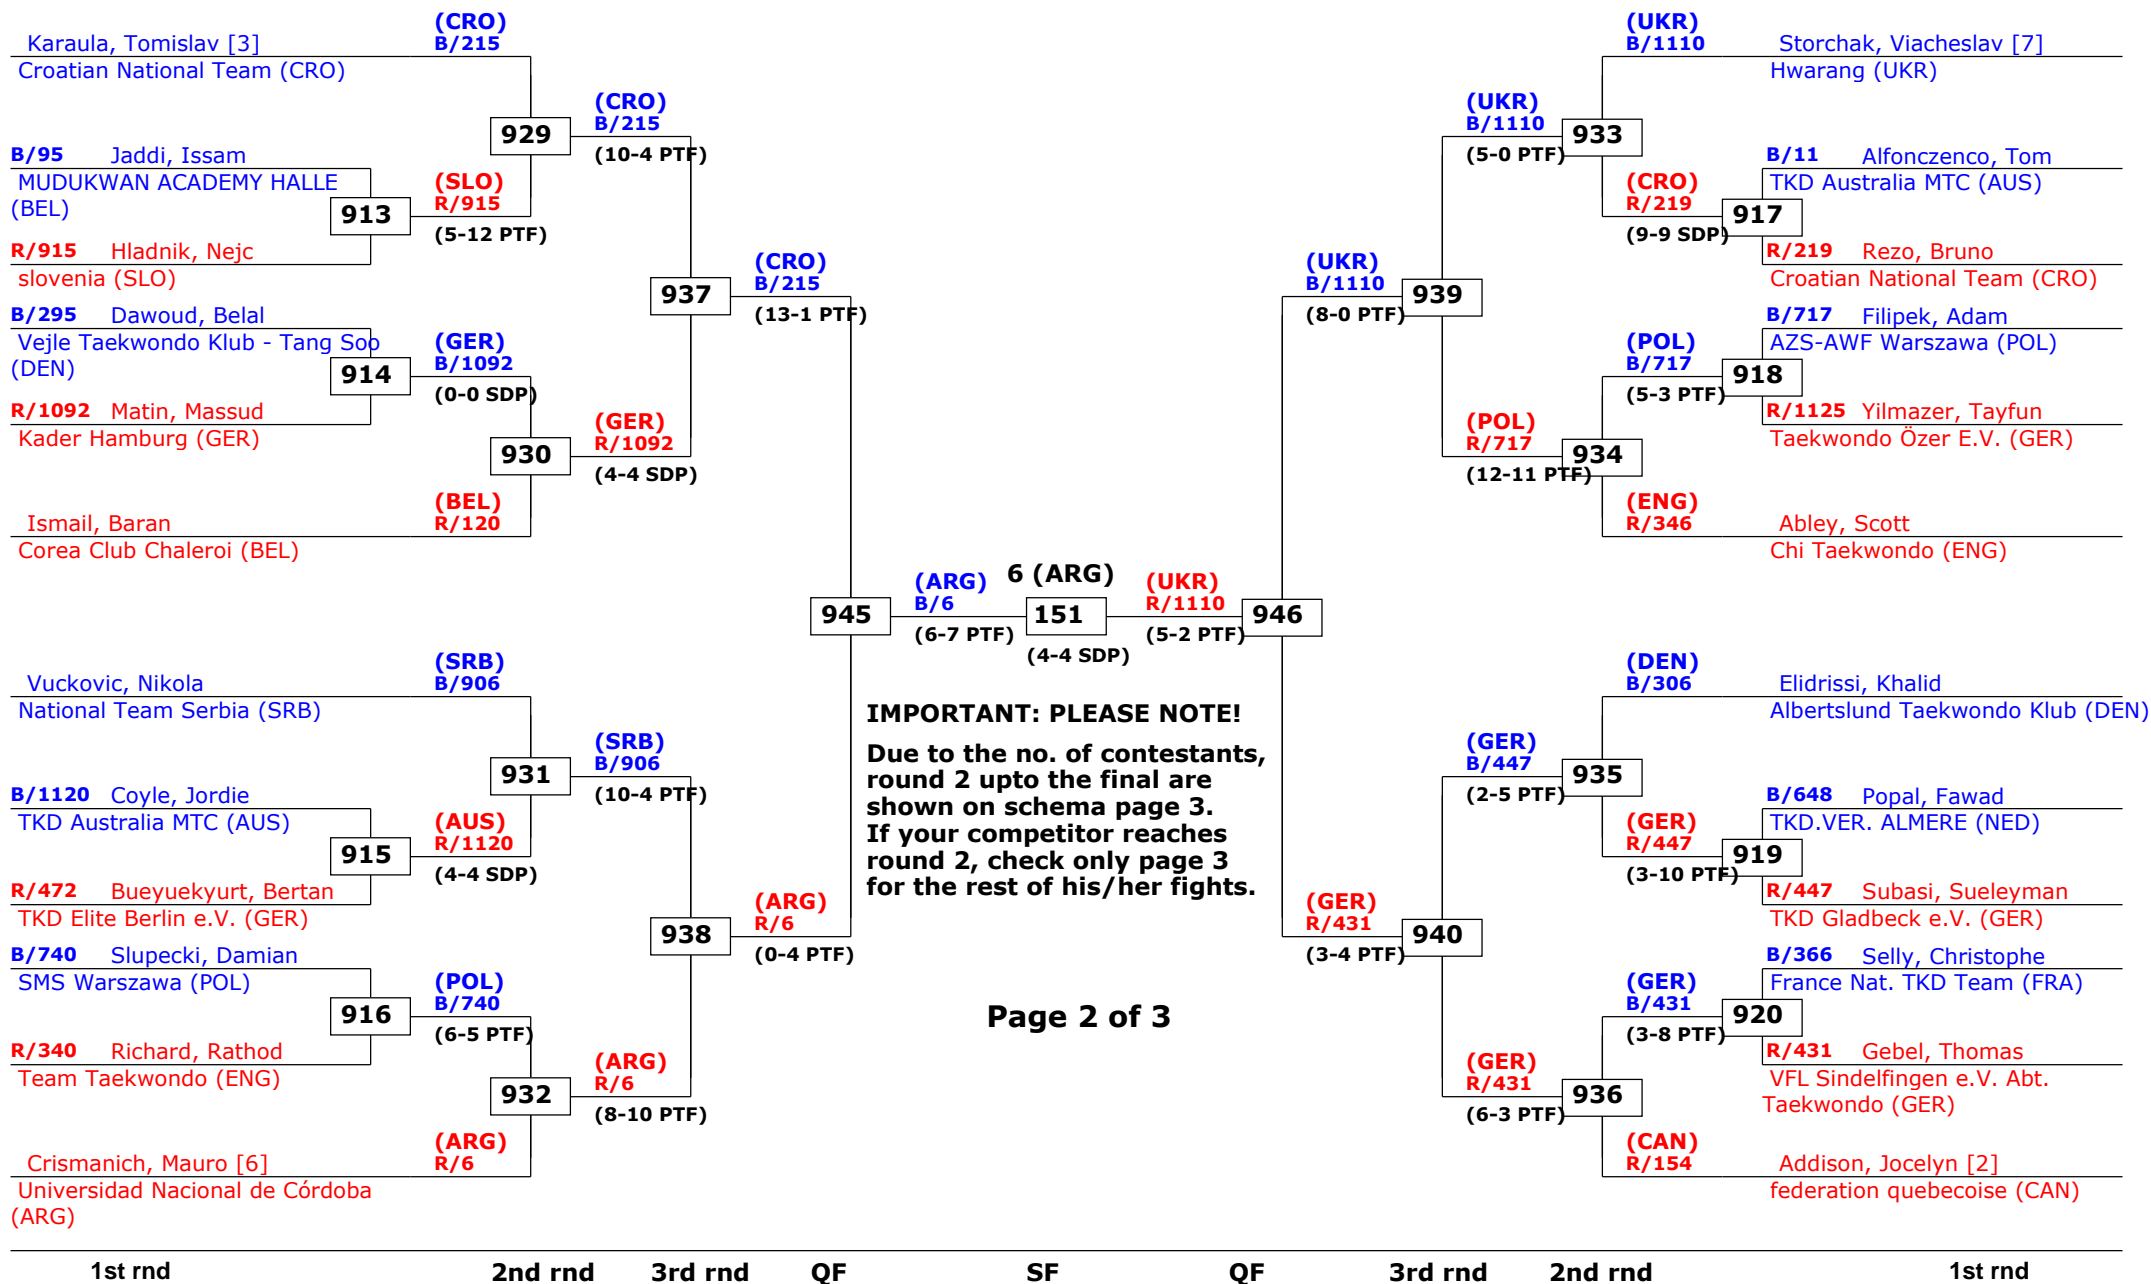 (CRO)
Karaula, Tomislav [3] B/215
Croatian National Team (CRO)
(CRO)
B/215
929
(10-4 PTF)
B/95 Jaddi, Issam
MUDUKWAN ACADEMY HALLE
(BEL)
(SLO)
R/915
913
(5-12 PTF)
R/915 Hladnik, Nejc
slovenia (SLO)
(CRO)
B/215
937
(13-1 PTF)
B/295 Dawoud, Belal
Vejle Taekwondo Klub - Tang Soo
(DEN)
(GER)
B/1092
914
(0-0 SDP)
R/1092 Matin, Massud
Kader Hamburg (GER)
(GER)
R/1092
930
(4-4 SDP)
(BEL)
R/120
Ismail, Baran
Corea Club Chaleroi (BEL)
945
(ARG)
B/6
(6-7 PTF)
6 (ARG)
151
(4-4 SDP)
(UKR)
R/1110
(5-2 PTF)
946
(SRB)
B/906
Vuckovic, Nikola
National Team Serbia (SRB)
(SRB)
B/906
931
(10-4 PTF)
B/1120 Coyle, Jordie
TKD Australia MTC (AUS)
(AUS)
R/1120
915
(4-4 SDP)
R/472 Bueyuekyurt, Bertan
TKD Elite Berlin e.V. (GER)
(ARG)
R/6
938
(0-4 PTF)
B/740 Slupecki, Damian
SMS Warszawa (POL)
(POL)
B/740
916
(6-5 PTF)
R/340 Richard, Rathod
Team Taekwondo (ENG)
(ARG)
R/6
932
(8-10 PTF)
(ARG)
R/6
Crismanich, Mauro [6]
Universidad Nacional de Córdoba
(ARG)
IMPORTANT: PLEASE NOTE!
Due to the no. of contestants,
round 2 upto the final are
shown on schema page 3.
If your competitor reaches
round 2, check only page 3
for the rest of his/her fights.
Page 2 of 3
(UKR)
B/1110 Storchak, Viacheslav [7]
Hwarang (UKR)
(UKR)
B/1110
933
(5-0 PTF)
B/11 Alfonczenco, Tom
TKD Australia MTC (AUS)
(CRO)
R/219
917
(9-9 SDP)
R/219 Rezo, Bruno
Croatian National Team (CRO)
(UKR)
B/1110
939
(8-0 PTF)
B/717 Filipek, Adam
AZS-AWF Warszawa (POL)
(POL)
B/717
918
(5-3 PTF)
R/1125 Yilmazer, Tayfun
Taekwondo Özer E.V. (GER)
(POL)
R/717
934
(12-11 PTF)
(ENG)
R/346 Abley, Scott
Chi Taekwondo (ENG)
(DEN)
B/306 Elidrissi, Khalid
Albertslund Taekwondo Klub (DEN)
(GER)
B/447
935
(2-5 PTF)
B/648 Popal, Fawad
TKD.VER. ALMERE (NED)
(GER)
R/447
919
(3-10 PTF)
R/447 Subasi, Sueleyman
TKD Gladbeck e.V. (GER)
(GER)
R/431
940
(3-4 PTF)
B/366 Selly, Christophe
France Nat. TKD Team (FRA)
(GER)
B/431
920
(3-8 PTF)
R/431 Gebel, Thomas
VFL Sindelfingen e.V. Abt.
Taekwondo (GER)
(GER)
R/431
936
(6-3 PTF)
(CAN)
R/154 Addison, Jocelyn [2]
federation quebecoise (CAN)
1st rnd 2nd rnd 3rd rnd QF SF QF 3rd rnd 2nd rnd 1st rnd